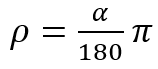 ρ = α/180 π